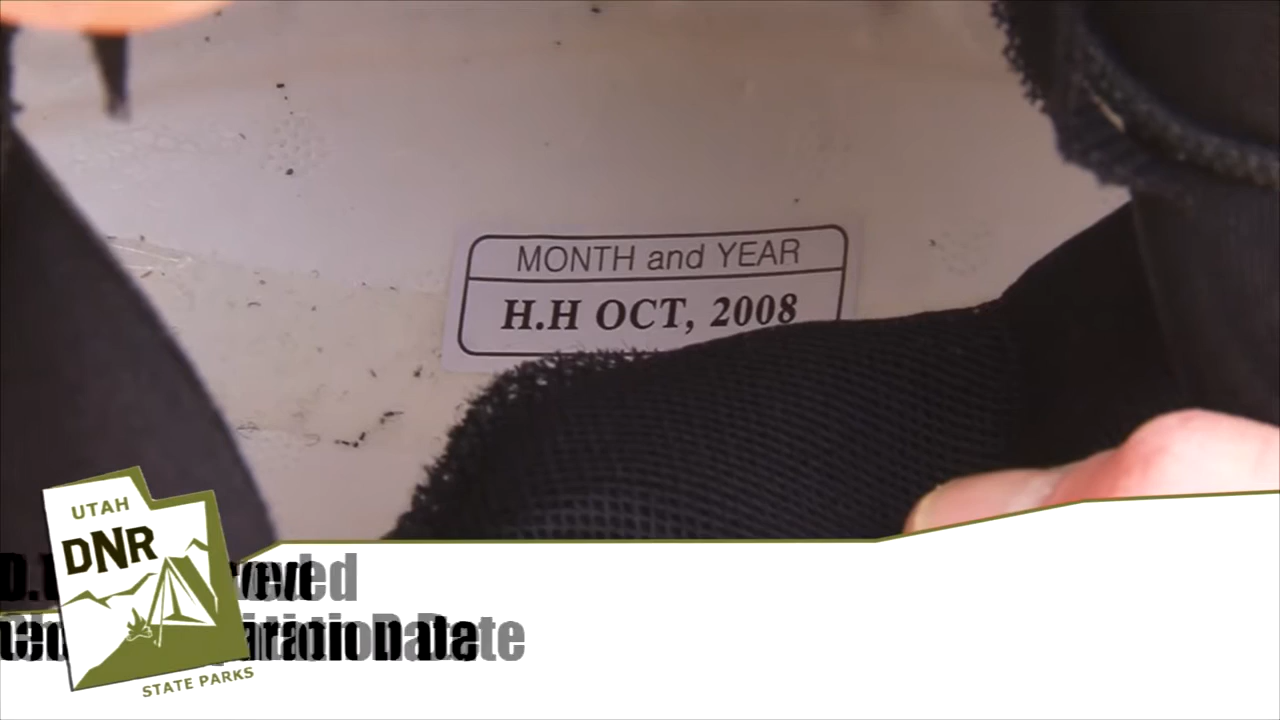 MONTH and YEAR
H.H OCT, 2008
UTAH
DNR
STATE PARKS